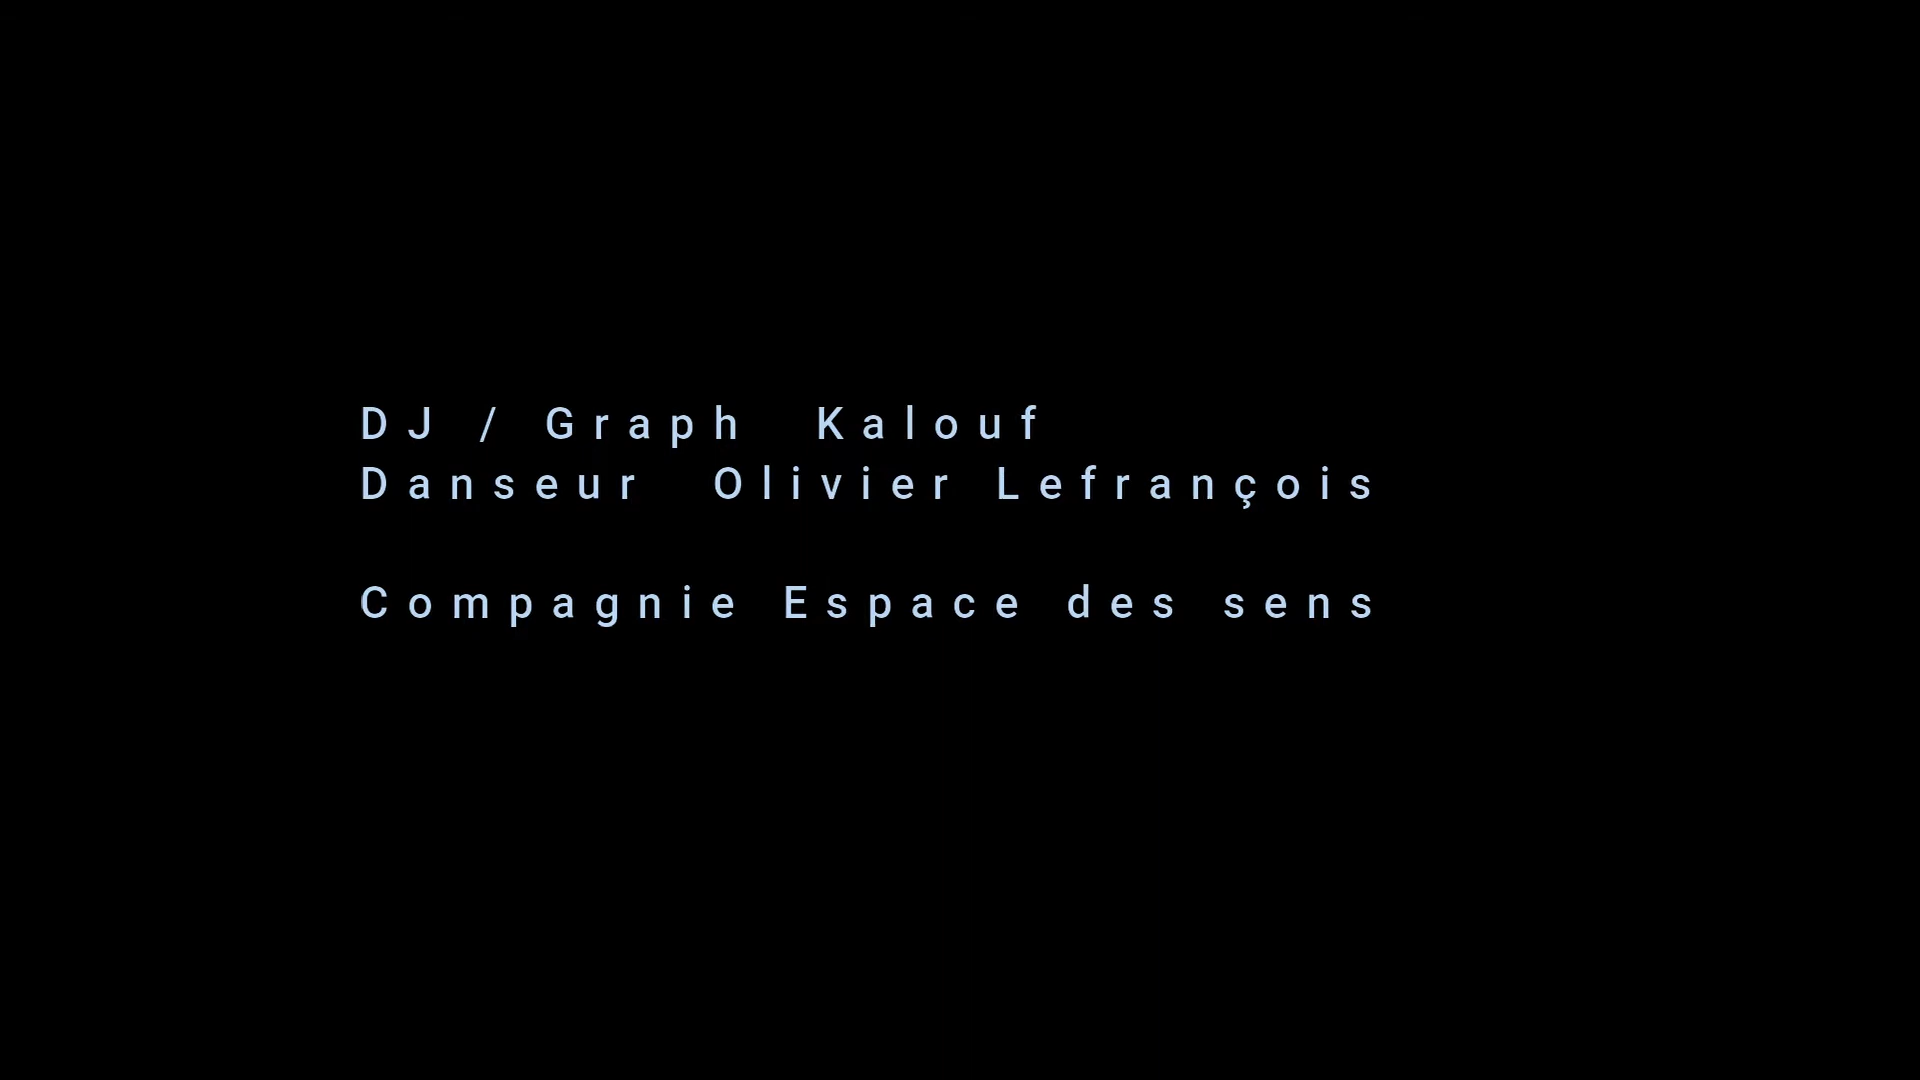 DJ / Graph Kalouf
Danseur Olivier Lefrançois
Compagnie Espace des sens